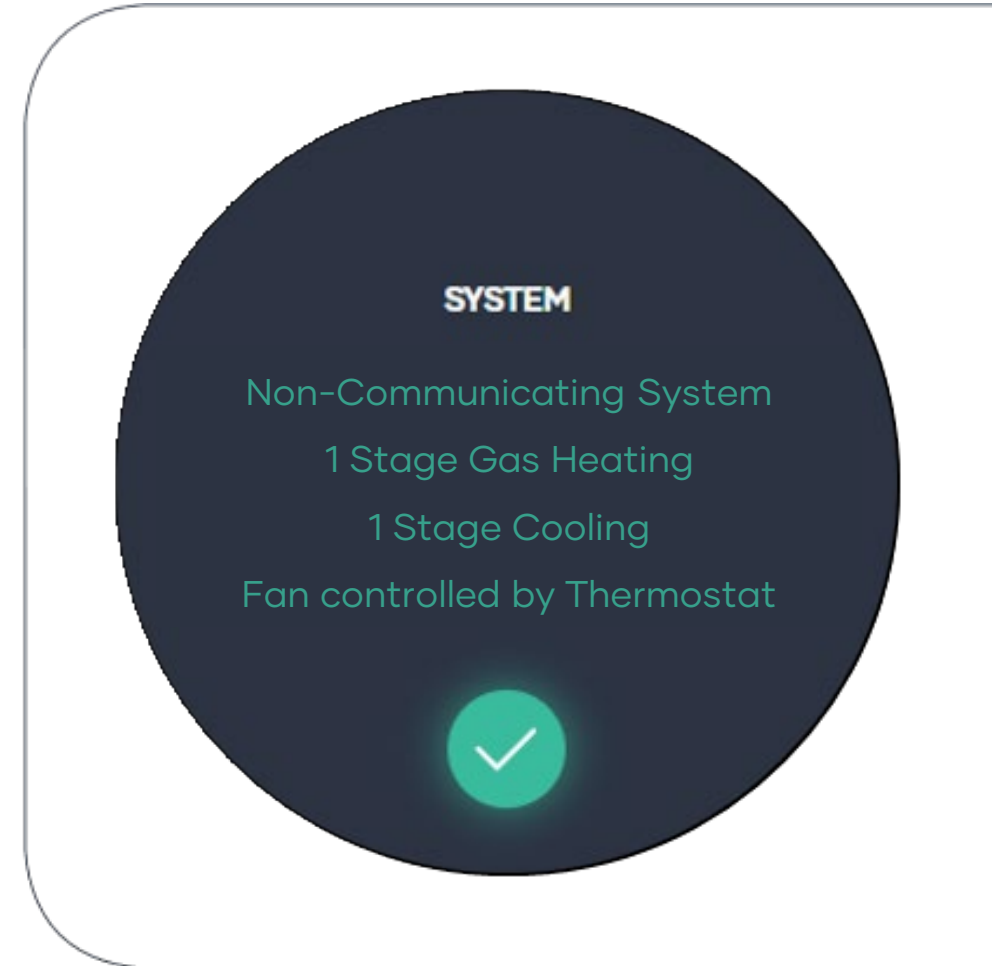 SYSTEM
Non-Communicating System
1 Stage Gas Heating
1 Stage Cooling
Fan controlled by Thermostat